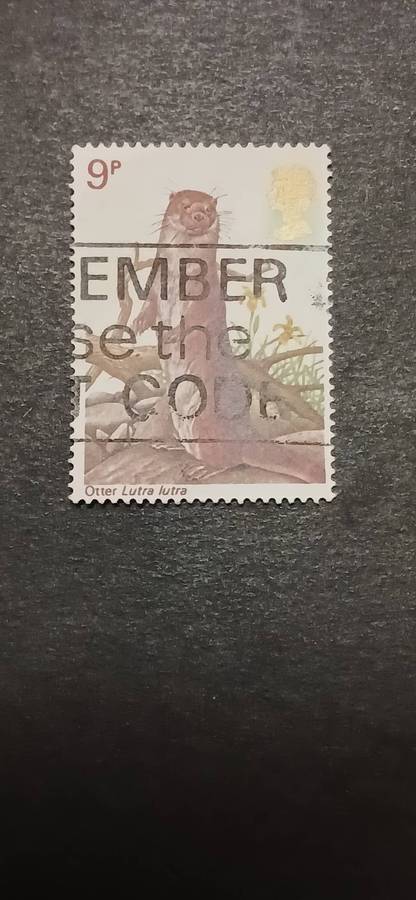 9P
EMBER
se the
T CODE
Otter Lutra lutra